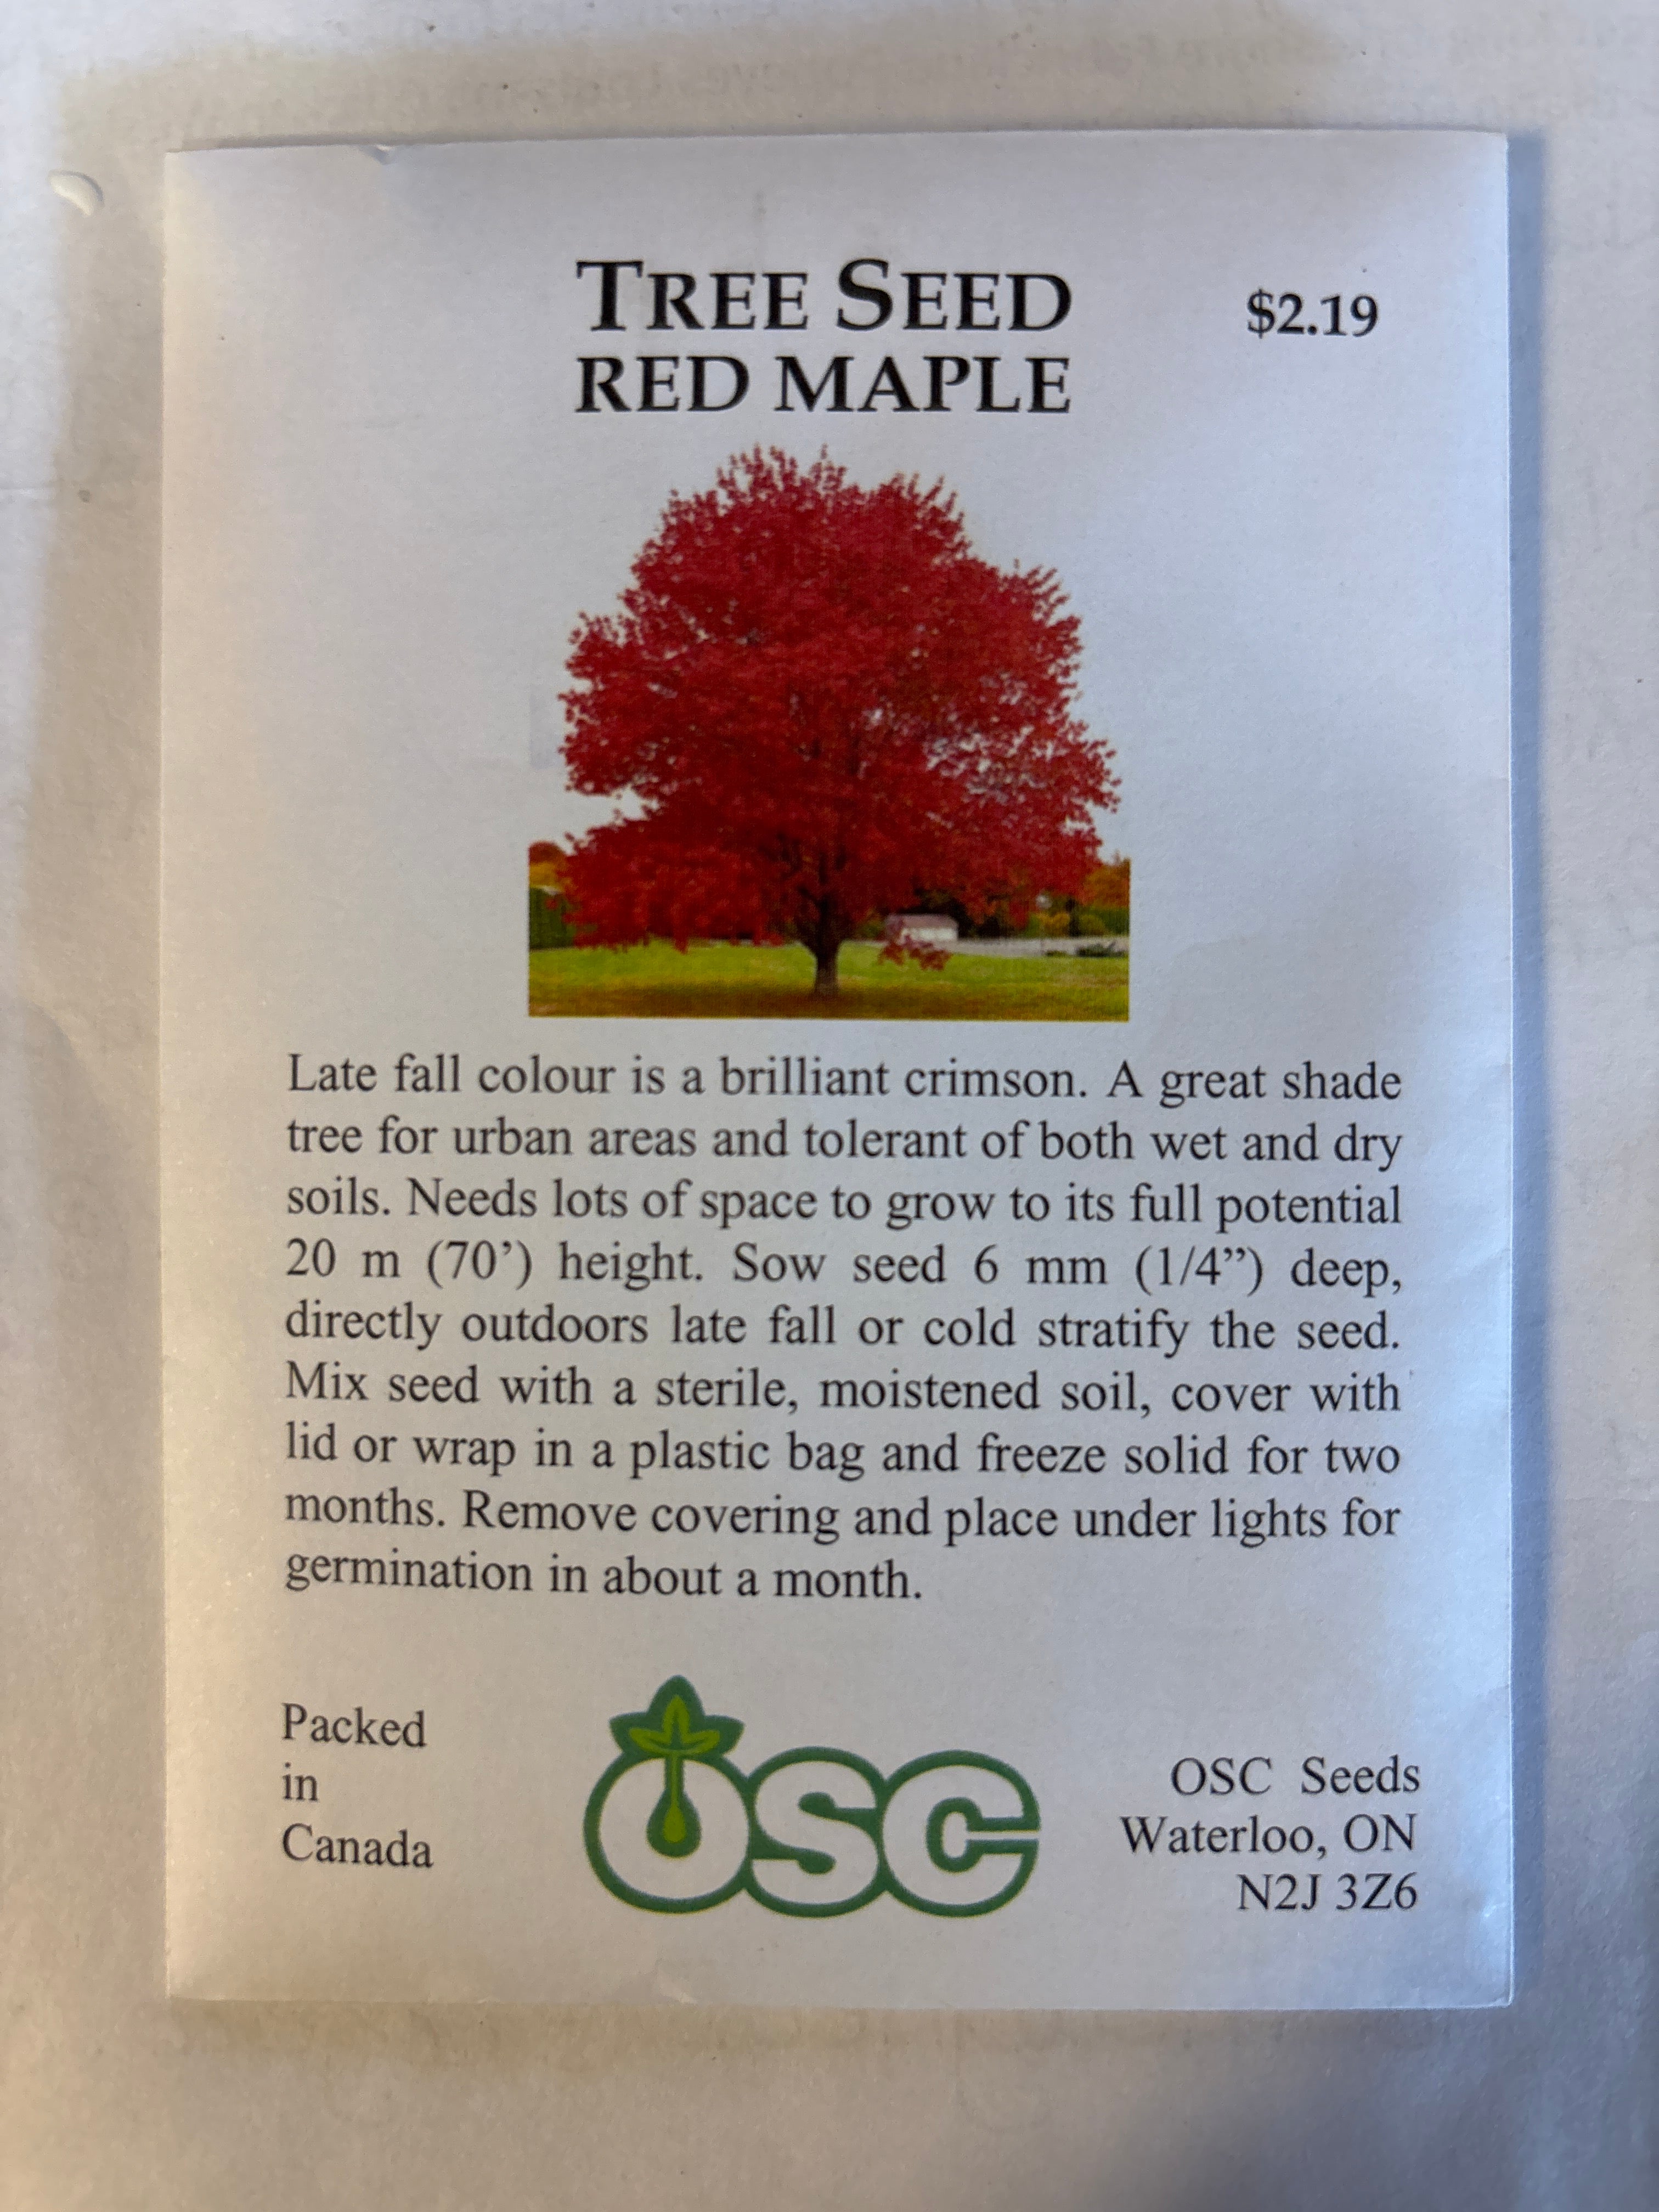 TREE SEED
$2.19
RED MAPLE
Late fall colour is a brilliant crimson. A great shade
tree for urban areas and tolerant of both wet and dry
soils. Needs lots of space to grow to its full potential
20 m (70’) height. Sow seed 6 mm (1/4”) deep,
directly outdoors late fall or cold stratify the seed.
Mix seed with a sterile, moistened soil, cover with
lid or wrap in a plastic bag and freeze solid for two
months. Remove covering and place under lights for
germination in about a month.
Packed
in
Canada
OSC
OSC Seeds
Waterloo, ON
N2J 3Z6